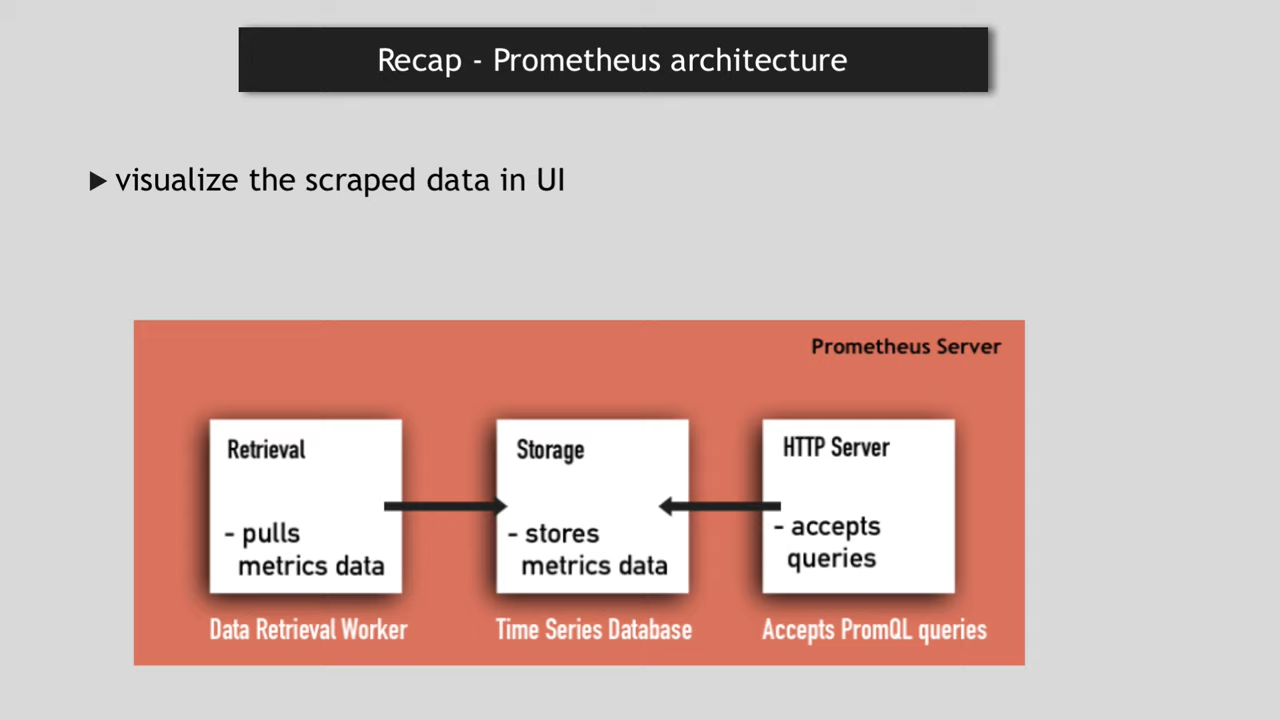 Recap - Prometheus architecture
visualize the scraped data in UI
Prometheus Server
Retrieval
- pulls
metrics data
Data Retrieval Worker
Storage
- stores
metrics data
Time Series Database
HTTP Server
- accepts
queries
Accepts PromQL queries